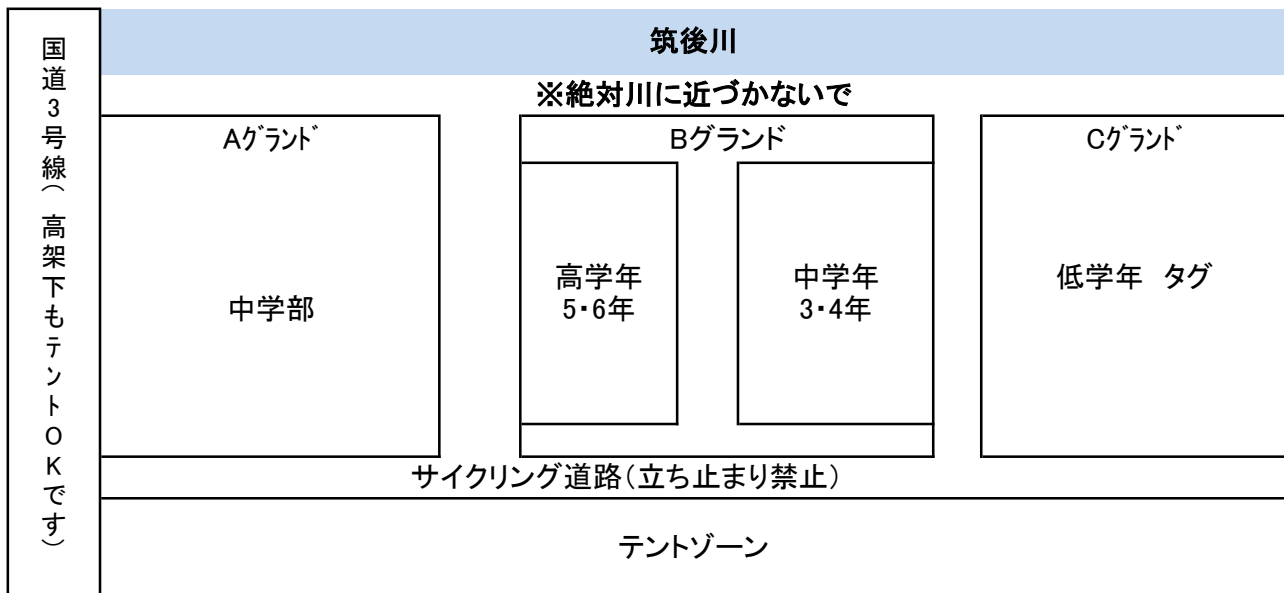 国道3号線(高架下もテントOKです)
筑後川
※絶対川に近づかないで
Aｸﾞﾗﾝﾄﾞ
Bグランド
Cｸﾞﾗﾝﾄﾞ
中学部
高学年
5・6年
中学年
3・4年
低学年　タグ
サイクリング道路(立ち止まり禁止)
テントゾーン